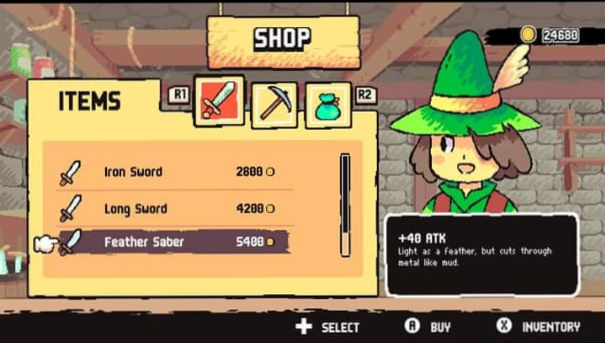 SHOP
24680
ITEMS
R1
R2
Iron Sword 2800
Long Sword 4200
Feather Saber 5400
+40 ATK
Light as a feather, but cuts through
metal like mud.
SELECT
A BUY
X INVENTORY